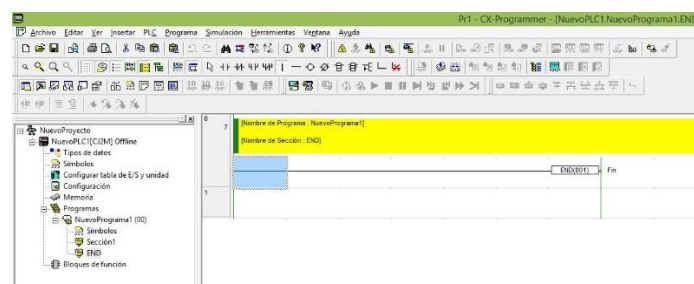 Pr1 - CX-Programmer - [NuevoPLC1.NuevoPrograma1.END
Archivo Editar Ver Insertar PLC Programa Simulación Herramientas Ventana Ayuda
NuevoProyecto
NuevoPLC1[CJ2M] Offline
Tipos de datos
Símbolos
Configurar tabla de E/S y unidad
Configuración
Memoria
Programas
NuevoPrograma1 (00)
Símbolos
Sección1
END
Bloques de función
0
7
[Nombre de Programa : NuevoPrograma1]
[Nombre de Sección : END]
END(001) Fin
1